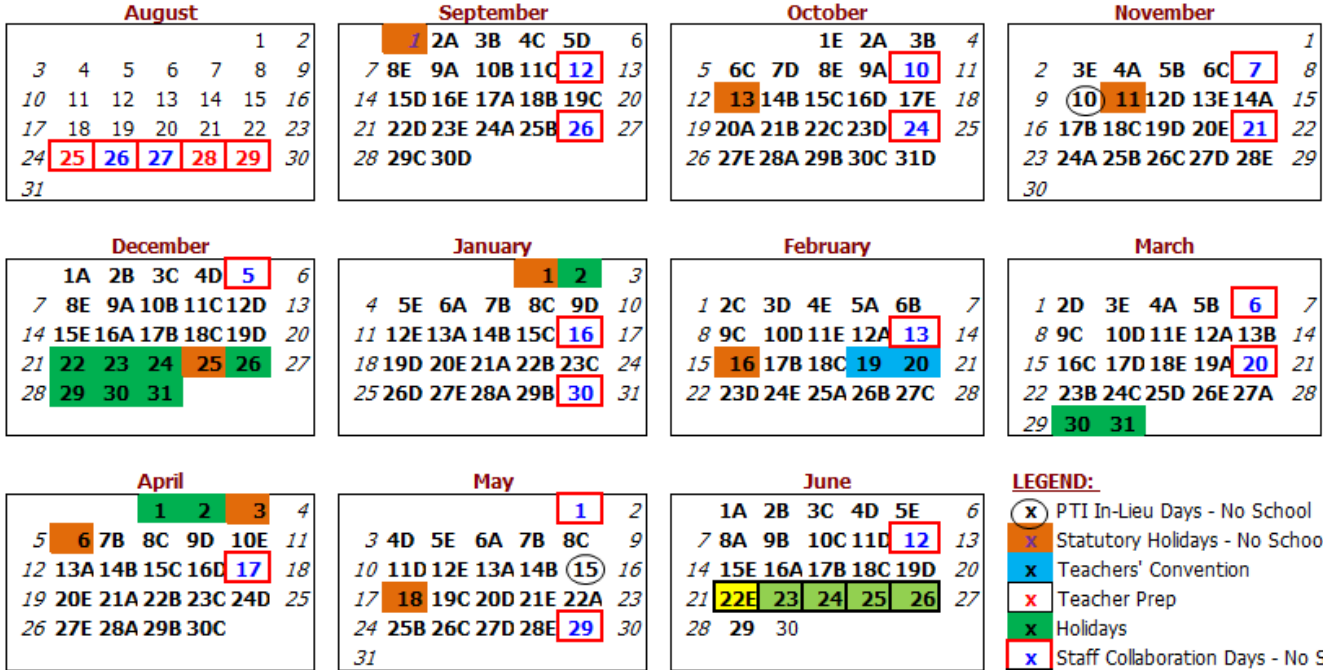 August September October November
1 2 1 2A 3B 4C 5D 6 1E 2A 3B 4 1
3 4 5 6 7 8 9 7 8E 9A 10B 11C 12 13 5 6C 7D 8E 9A 10 11 2 3E 4A 5B 6C 7 8
10 11 12 13 14 15 16 14 15D 16E 17A 18B 19C 20 12 13 14B 15C 16D 17E 18 9 10 11 12D 13E 14A 15
17 18 19 20 21 22 23 21 22D 23E 24A 25B 26 27 19 20A 21B 22C 23D 24 25 16 17B 18C 19D 20E 21 22
24 25 26 27 28 29 30 28 29C 30D 26 27E 28A 29B 30C 31D 23 24A 25B 26C 27D 28E 29
31 30
December January February March
1A 2B 3C 4D 5 6 1 2 3 1 2C 3D 4E 5A 6B 7 1 2D 3E 4A 5B 6 7
7 8E 9A 10B 11C 12D 13 4 5E 6A 7B 8C 9D 10 8 9C 10D 11E 12A 13 14 8 9C 10D 11E 12A 13B 14
14 15E 16A 17B 18C 19D 20 11 12E 13A 14B 15C 16 17 15 16 17B 18C 19 20 21 15 16C 17D 18E 19A 20 21
21 22 23 24 25 26 27 18 19D 20E 21A 22B 23C 24 22 23D 24E 25A 26B 27C 28 22 23B 24C 25D 26E 27A 28
28 29 30 31 25 26D 27E 28A 29B 30 31 29 30 31
April May June LEGEND:
1 2 3 4 1 2 1A 2B 3C 4D 5E 6 x PTI In-Lieu Days - No School
5 6 7B 8C 9D 10E 11 3 4D 5E 6A 7B 8C 9 7 8A 9B 10C 11D 12 13 x Statutory Holidays - No Schoo
12 13A 14B 15C 16D 17 18 10 11D 12E 13A 14B 15 16 14 15E 16A 17B 18C 19D 20 x Teachers' Convention
19 20E 21A 22B 23C 24D 25 17 18 19C 20D 21E 22A 23 21 22E 23 24 25 26 27 x Teacher Prep
26 27E 28A 29B 30C 24 25B 26C 27D 28E 29 30 28 29 30 x Holidays
31 x Staff Collaboration Days - No S